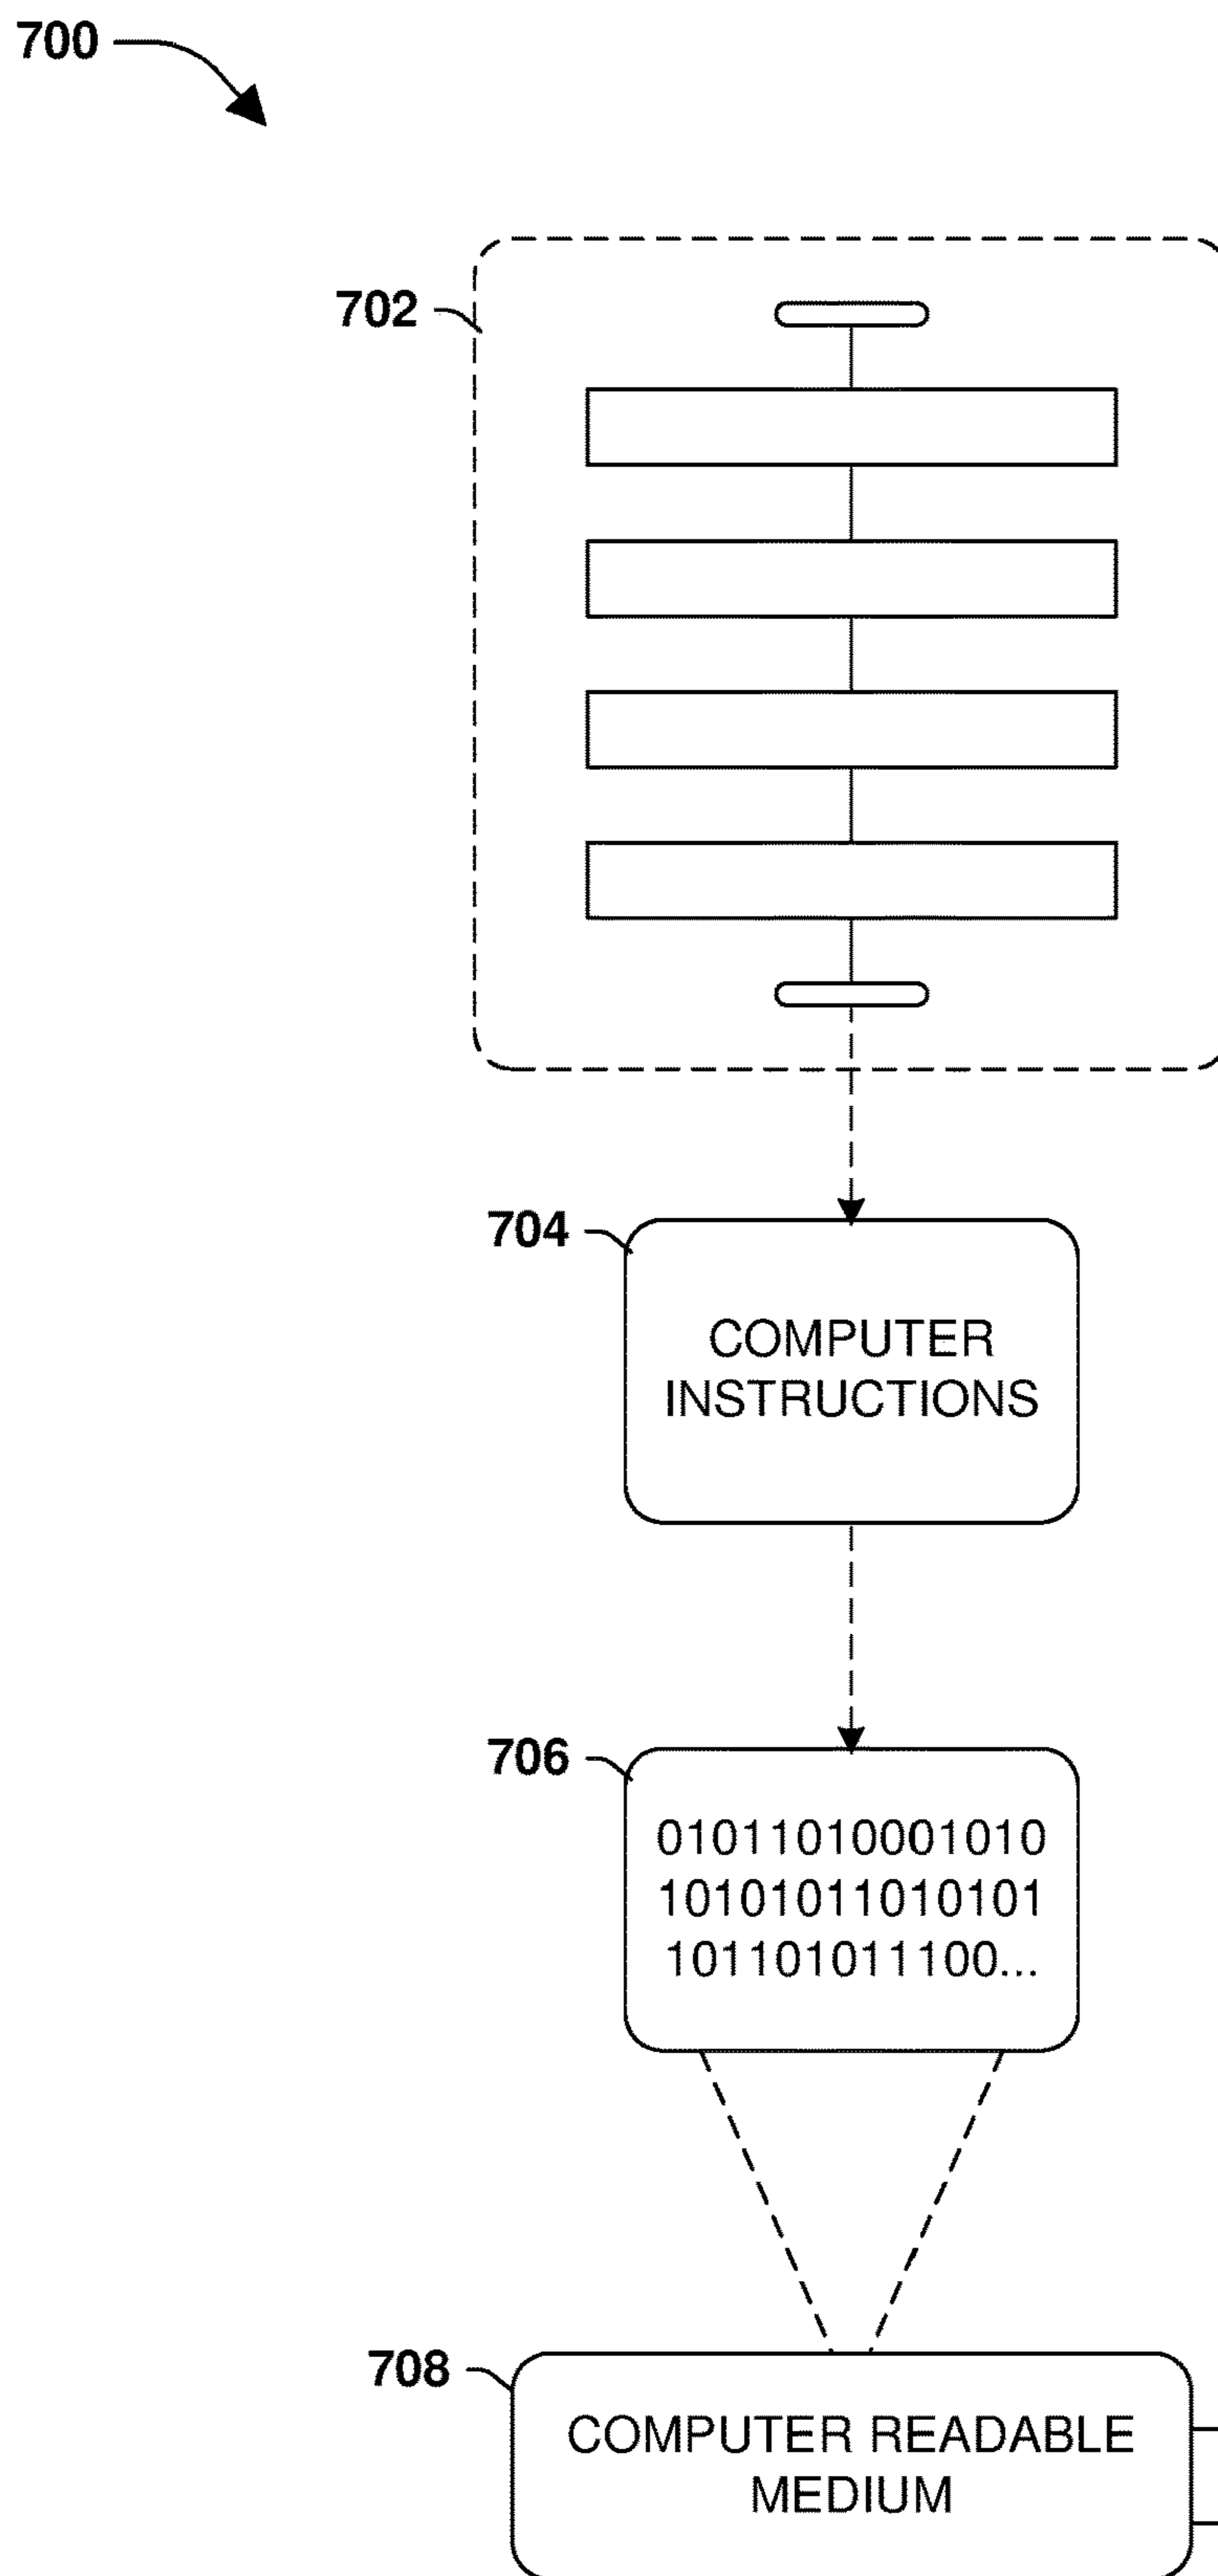 700
702
704
COMPUTER
INSTRUCTIONS
706
01011010001010
10101011010101
101101011100...
708
COMPUTER READABLE
MEDIUM